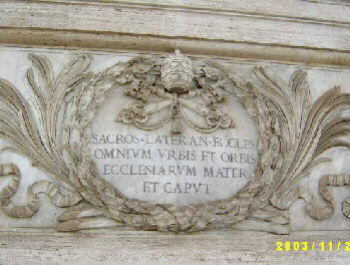 SACROS·LATERAN·ECCLES
OMNIVM VRBIS ET ORBIS
ECCLESIARVM MATER
ET CAPVT
2003/11/2